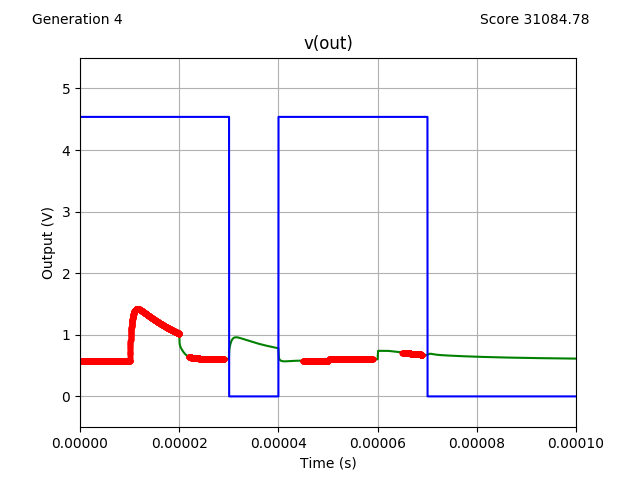 Generation 4
Score 31084.78
v(out)
Output (V)
5
4
3
2
1
0
0.00000 0.00002 0.00004 0.00006 0.00008 0.00010
Time (s)